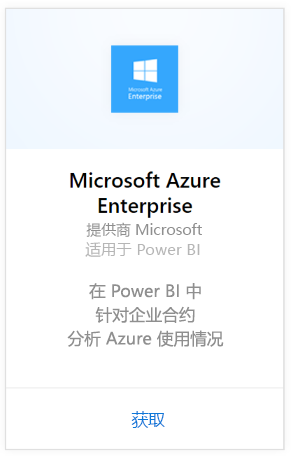 Microsoft Azure
Enterprise
Microsoft Azure
Enterprise
提供商 Microsoft
适用于 Power BI
在 Power BI 中
针对企业合约
分析 Azure 使用情况
获取